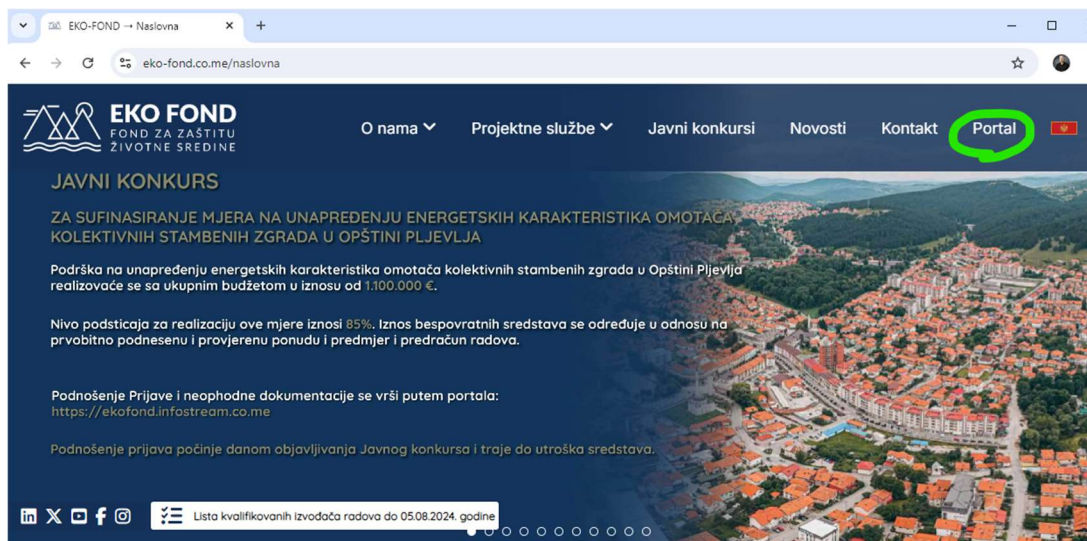 EKO-FOND → Naslovna
eko-fond.co.me/naslovna
EKO FOND
FOND ZA ZAŠTITU
ŽIVOTNE SREDINE
O nama Projektne službe Javni konkursi Novosti Kontakt Portal
JAVNI KONKURS
ZA SUFINASIRANJE MJERA NA UNAPREĐENJU ENERGETSKIH KARAKTERISTIKA OMOTAČA
KOLEKTIVNIH STAMBENIH ZGRADA U OPŠTINI PLJEVLJA
Podrška na unapređenju energetskih karakteristika omotača kolektivnih stambenih zgrada u Opštini Pljevlja
realizovaće se sa ukupnim budžetom u iznosu od 1.100.000 €.
Nivo podsticaja za realizaciju ove mjere iznosi 85%. Iznos bespovratnih sredstava se određuje u odnosu na
prvobitno podnesenu i provjerenu ponudu i predmjer i predračun radova.
Podnošenje Prijave i neophodne dokumentacije se vrši putem portala:
https://ekofond.infostream.co.me
Podnošenje prijava počinje danom objavljivanja Javnog konkursa i traje do utroška sredstava.
Lista kvalifikovanih izvođača radova do 05.08.2024. godine